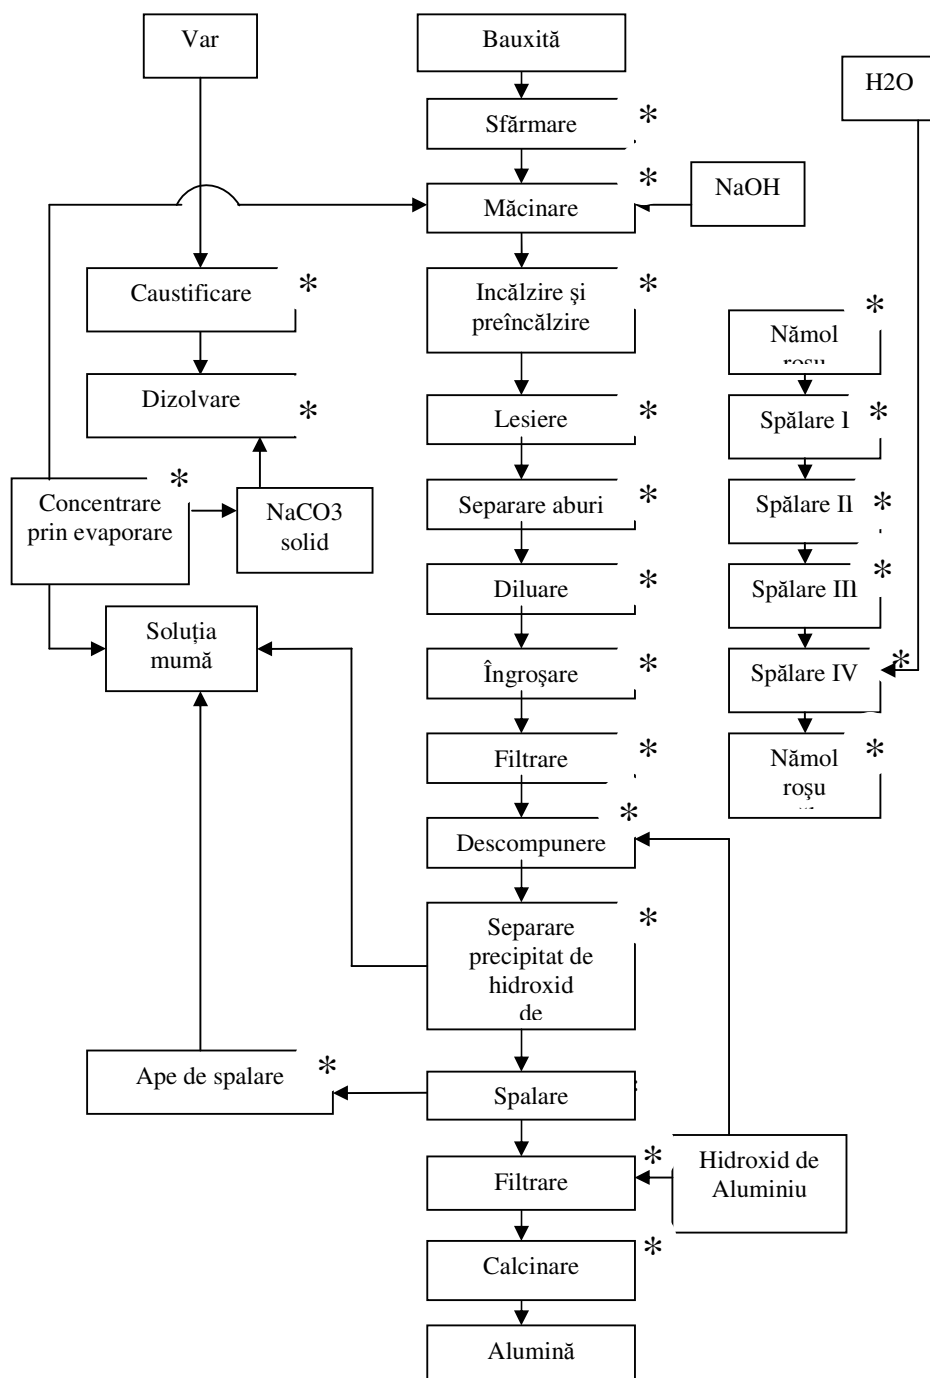 Var
Bauxită
H2O
Sfărmare
*
*
Măcinare
NaOH
Caustificare
*
Incălzire şi
preîncălzire
*
*
Nămol
roşu
Dizolvare
*
Lesiere
*
Spălare I
*
Concentrare
prin evaporare
*
NaCO3
solid
Separare aburi
*
Spălare II
*
Diluare
*
Spălare III
*
Soluția
mumă
Îngroşare
*
Spălare IV
*
Filtrare
*
Nămol
roşu
*
Descompunere
*
Separare
precipitat de
hidroxid
de
*
Ape de spalare
*
Spalare
*
Filtrare
*
Hidroxid de
Aluminiu
Calcinare
*
Alumină